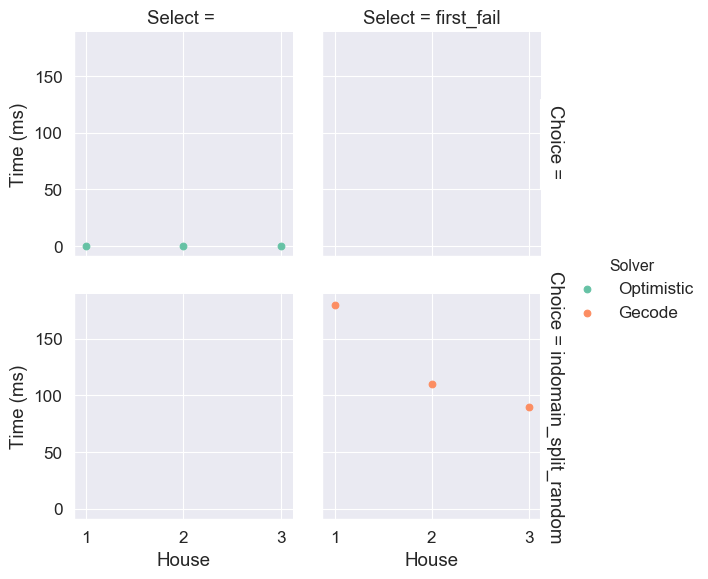 Select =
Select = first_fail
150
100
50
0
Time (ms)
Choice =
150
100
50
0
Time (ms)
Choice = indomain_split_random
1 2 3
1 2 3
House
House
Solver
Optimistic
Gecode